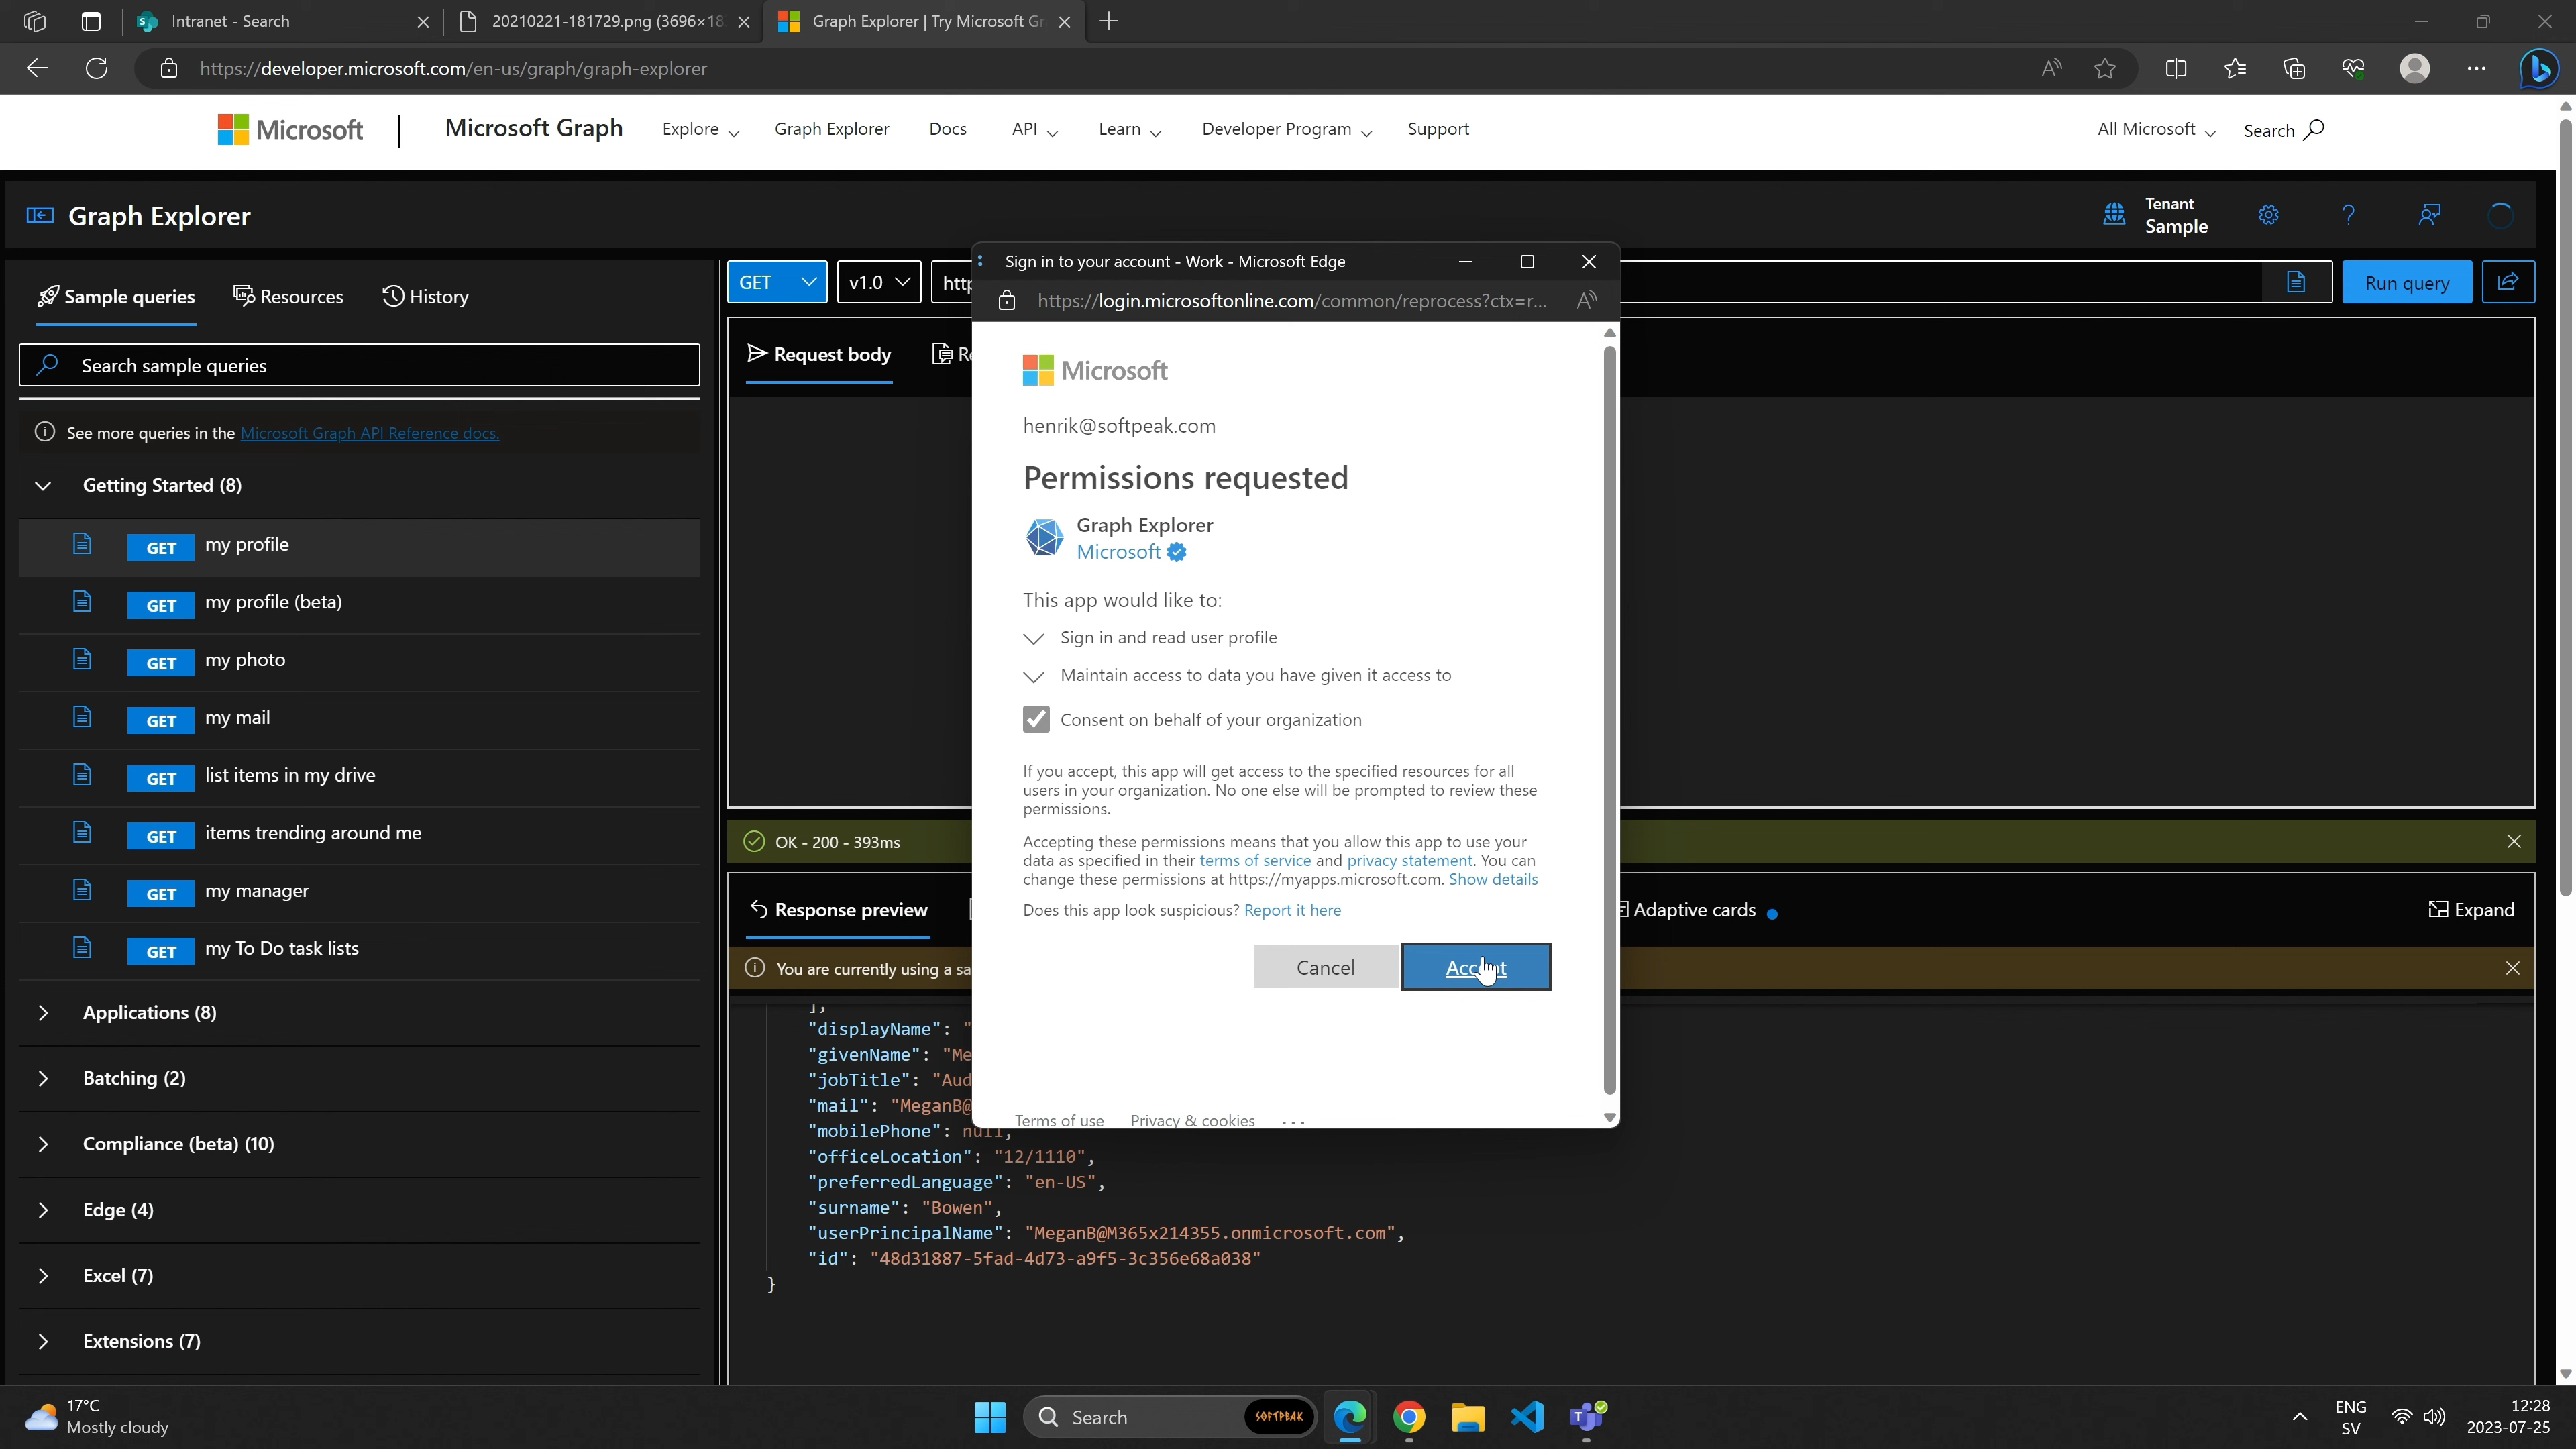 Intranet - Search
20210221-181729.png (3696×18
Graph Explorer | Try Microsoft Gr
https://developer.microsoft.com/en-us/graph/graph-explorer
Microsoft
Microsoft Graph
Explore
Graph Explorer
Docs
API
Learn
Developer Program
Support
All Microsoft
Search
Graph Explorer
Tenant
Sample
Sample queries
Resources
History
Search sample queries
See more queries in the Microsoft Graph API Reference docs.
Getting Started (8)
GET my profile
GET my profile (beta)
GET my photo
GET my mail
GET list items in my drive
GET items trending around me
GET my manager
GET my To Do task lists
Applications (8)
Batching (2)
Compliance (beta) (10)
Edge (4)
Excel (7)
Extensions (7)
GET
v1.0
htt
Run query
Request body
Re
Sign in to your account - Work - Microsoft Edge
https://login.microsoftonline.com/common/reprocess?ctx=r...
Microsoft
henrik@softpeak.com
Permissions requested
Graph Explorer
Microsoft
This app would like to:
Sign in and read user profile
Maintain access to data you have given it access to
Consent on behalf of your organization
If you accept, this app will get access to the specified resources for all
users in your organization. No one else will be prompted to review these
permissions.
Accepting these permissions means that you allow this app to use your
data as specified in their terms of service and privacy statement. You can
change these permissions at https://myapps.microsoft.com. Show details
Does this app look suspicious? Report it here
Cancel
Accept
Terms of use
Privacy & cookies
...
OK - 200 - 393ms
Response preview
Adaptive cards
Expand
You are currently using a sa
],
"displayName": "
"givenName": "Me
"jobTitle": "Aud
"mail": "MeganB@
"mobilePhone": null,
"officeLocation": "12/1110",
"preferredLanguage": "en-US",
"surname": "Bowen",
"userPrincipalName": "MeganB@M365x214355.onmicrosoft.com",
"id": "48d31887-5fad-4d73-a9f5-3c356e68a038"
}
17°C
Mostly cloudy
Search
SOFTPEAK
ENG
SV
12:28
2023-07-25